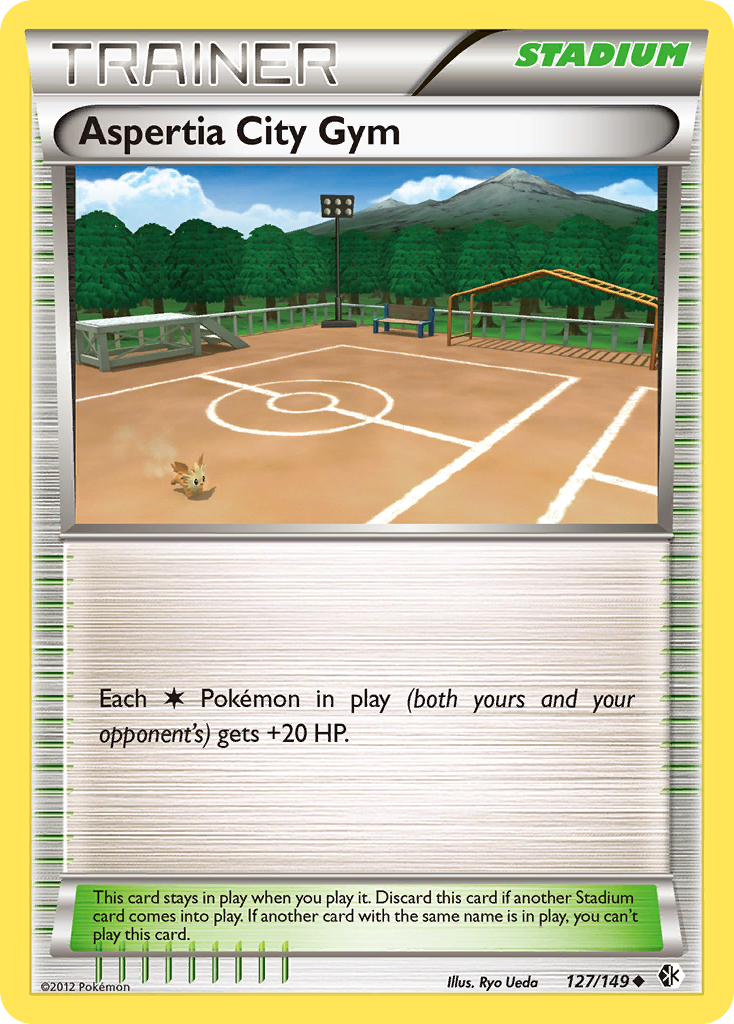 TRAINER
STADIUM
Aspertia City Gym
Each Pokémon in play (both yours and your
opponent's) gets +20 HP.
This card stays in play when you play it. Discard this card if another Stadium
card comes into play. If another card with the same name is in play, you can't
play this card.
©2012 Pokémon
Illus. Ryo Ueda
127/149